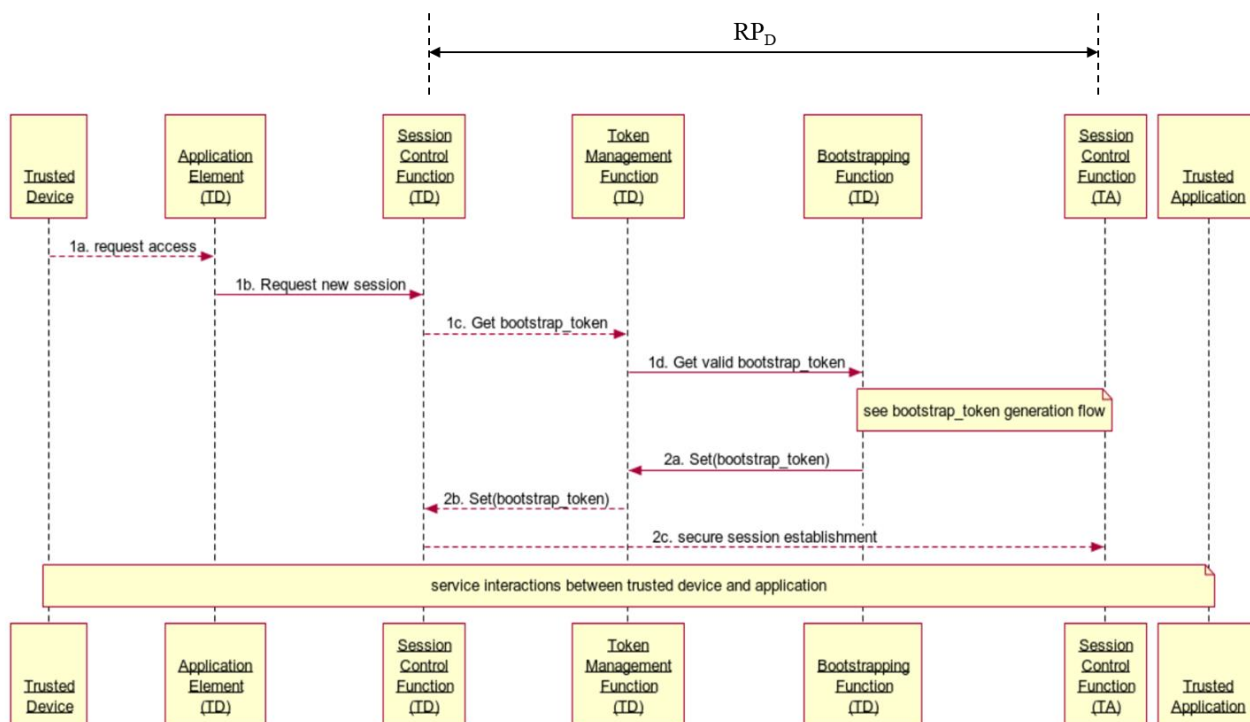 RP_D
Trusted
Device
Application
Element
(TD)
Session
Control
Function
(TD)
Token
Management
Function
(TD)
Bootstrapping
Function
(TD)
Session
Control
Function
(TA)
Trusted
Application
1a. request access
1b. Request new session
1c. Get bootstrap_token
1d. Get valid bootstrap_token
see bootstrap_token generation flow
2a. Set(bootstrap_token)
2b. Set(bootstrap_token)
2c. secure session establishment
service interactions between trusted device and application
Trusted
Device
Application
Element
(TD)
Session
Control
Function
(TD)
Token
Management
Function
(TD)
Bootstrapping
Function
(TD)
Session
Control
Function
(TA)
Trusted
Application